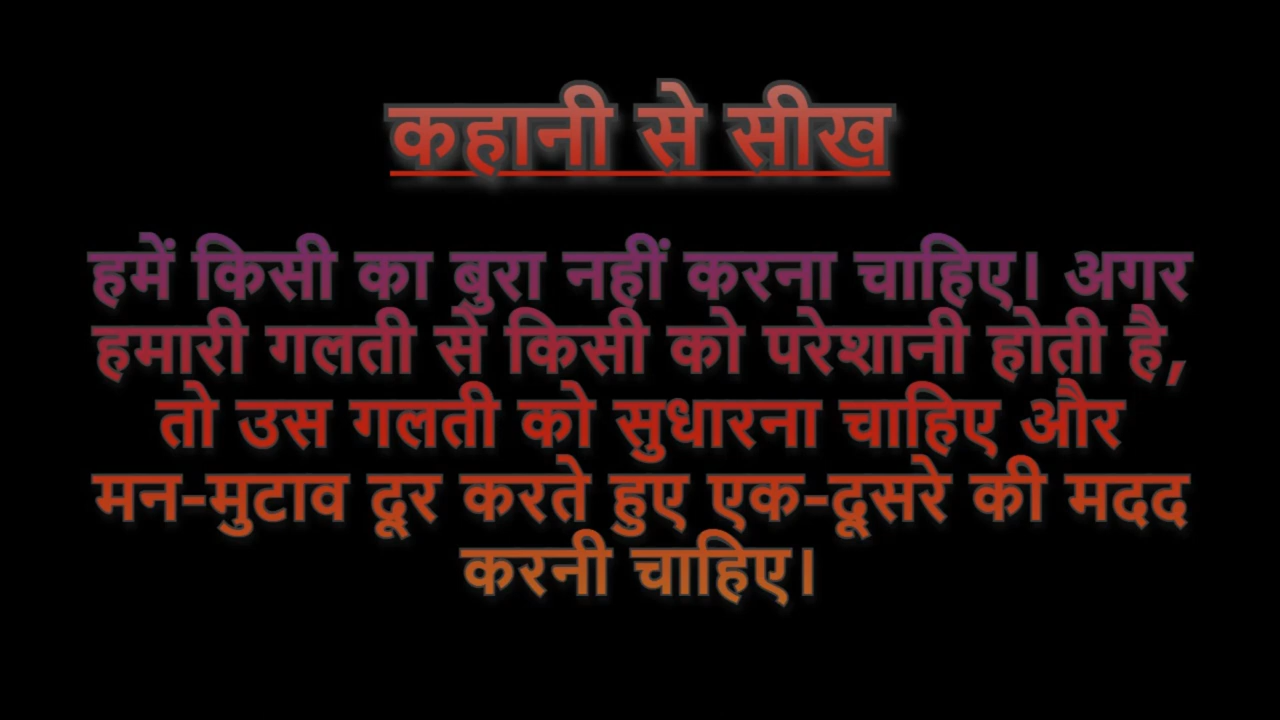 कहानी से सीख
हमें किसी का बुरा नहीं करना चाहिए। अगर
हमारी गलती से किसी को परेशानी होती है,
तो उस गलती को सुधारना चाहिए और
मन-मुटाव दूर करते हुए एक-दूसरे की मदद
करनी चाहिए।